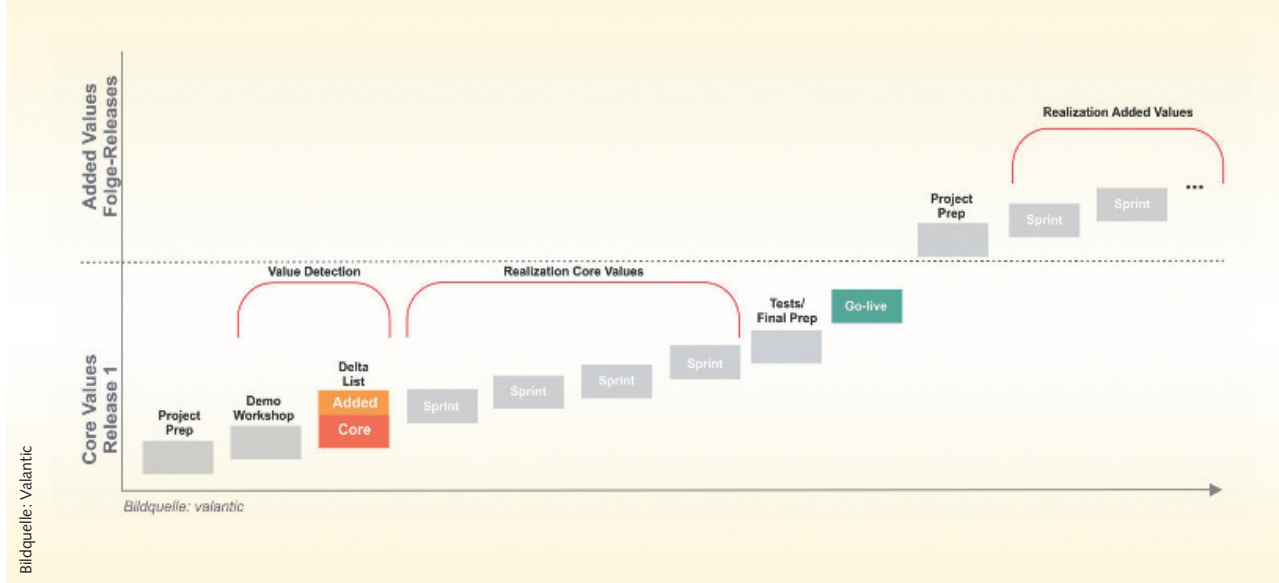 Added Values
Folge-Releases
Realization Added Values
Project
Prep
Sprint
Sprint
...
Core Values
Release 1
Value Detection
Realization Core Values
Project
Prep
Demo
Workshop
Delta
List
Added
Core
Sprint
Sprint
Sprint
Sprint
Tests/
Final Prep
Go-live
Bildquelle: valantic
Bildquelle: Valantic